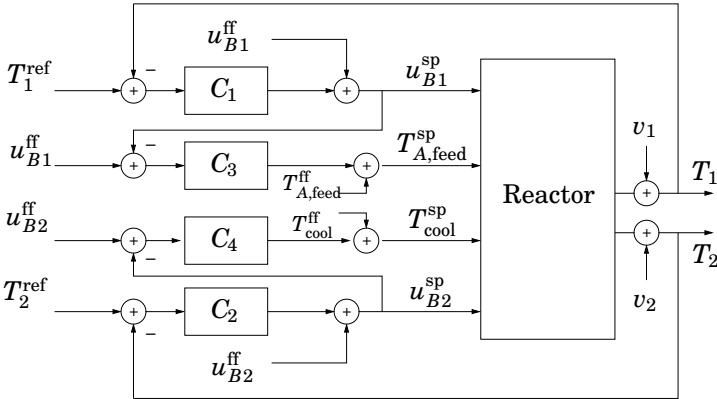 u_{B1}^{ff}
T_1^{ref} + − C_1 + u_{B1}^{sp}
u_{B1}^{ff} + − C_3 + T_{A,feed}^{sp}
T_{A,feed}^{ff}
Reactor
v_1
+ T_1
u_{B2}^{ff} + − C_4 T_{cool}^{ff} + T_{cool}^{sp}
+ T_2
v_2
T_2^{ref} + − C_2 + u_{B2}^{sp}
u_{B2}^{ff}